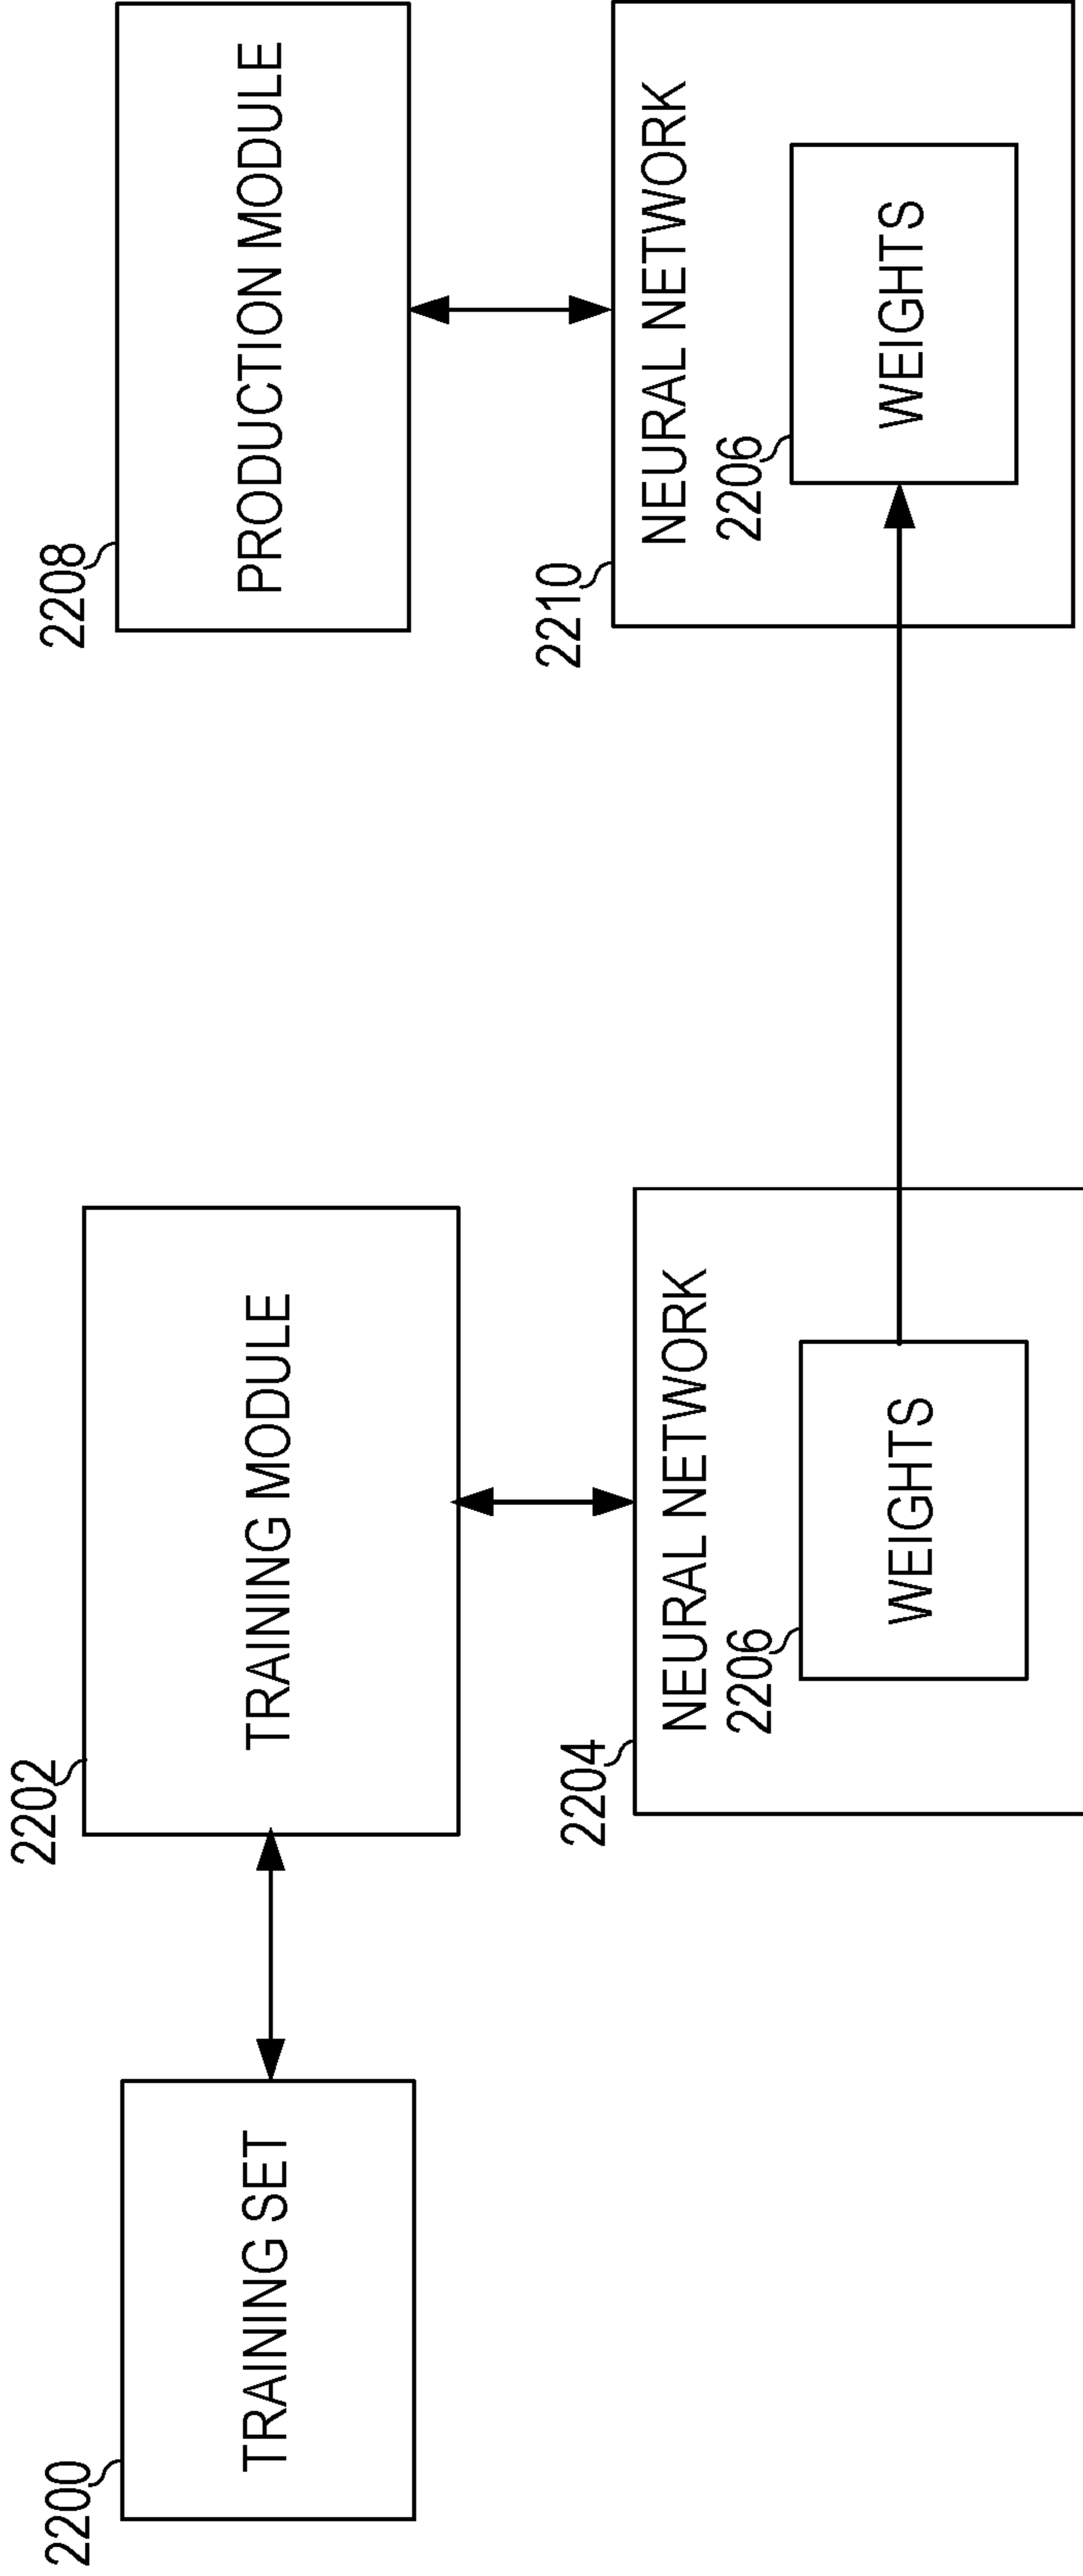 2200
TRAINING SET
2202
TRAINING MODULE
2204
NEURAL NETWORK
2206
WEIGHTS
2208
PRODUCTION MODULE
2210
NEURAL NETWORK
2206
WEIGHTS